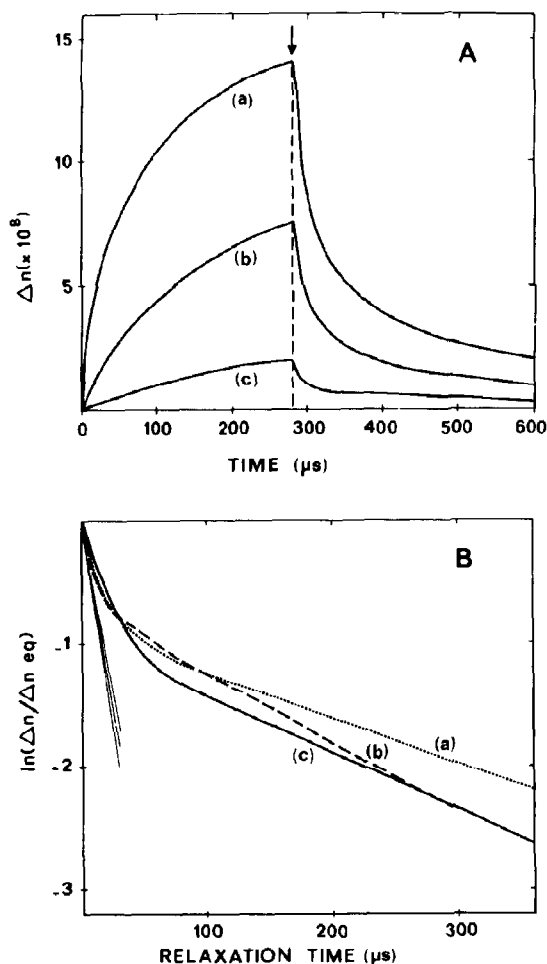 A
15
10
5
Δn(x 10⁸)
(a)
(b)
(c)
0
100
200
300
400
500
600
TIME (μs)
B
ln(Δn/Δn eq)
-1
-2
-3
(a)
(b)
(c)
100
200
300
RELAXATION TIME (μs)